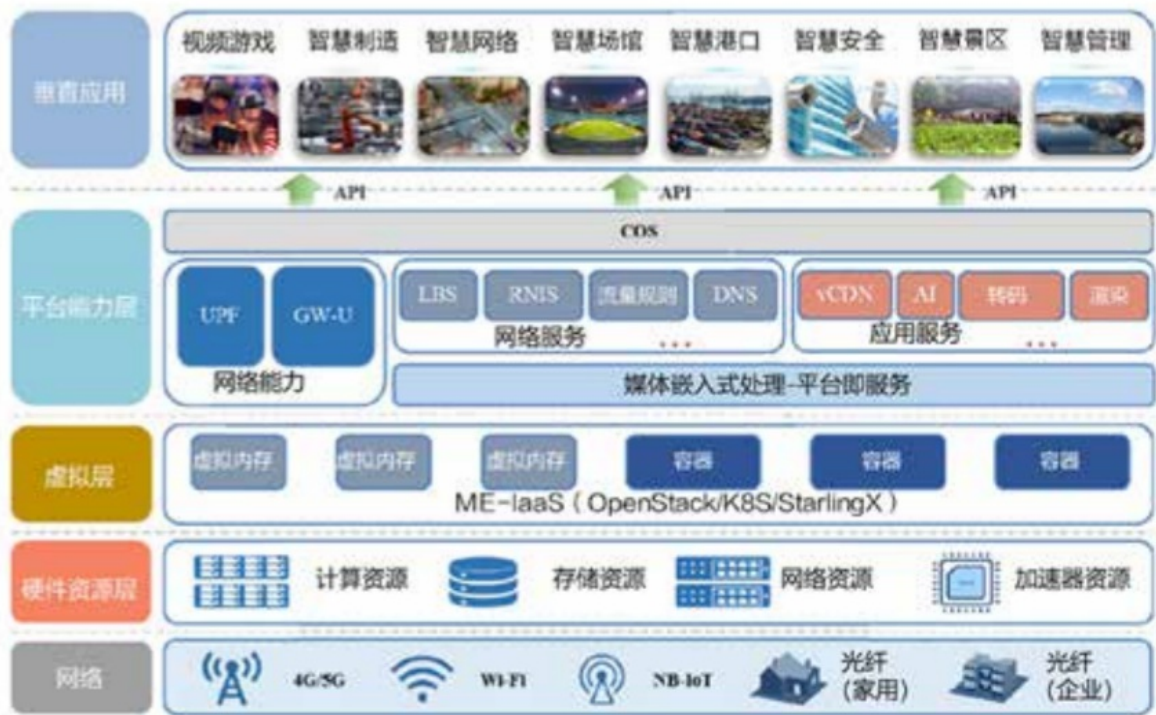 垂直应用
视频游戏 智慧制造 智慧网络 智慧场馆 智慧港口 智慧安全 智慧景区 智慧管理
API API API
平台能力层
COS
UPF GW-U
网络能力
LBS RNIS 流量规则 DNS
网络服务 ...
vCDN AI 转码 渲染
应用服务 ...
媒体嵌入式处理-平台即服务
虚拟层
虚拟内存 虚拟内存 虚拟内存 容器 容器 容器
ME-IaaS（OpenStack/K8S/StarlingX）
硬件资源层
计算资源 存储资源 网络资源 加速器资源
网络
4G/5G Wi-Fi NB-IoT
光纤
（家用）
光纤
（企业）